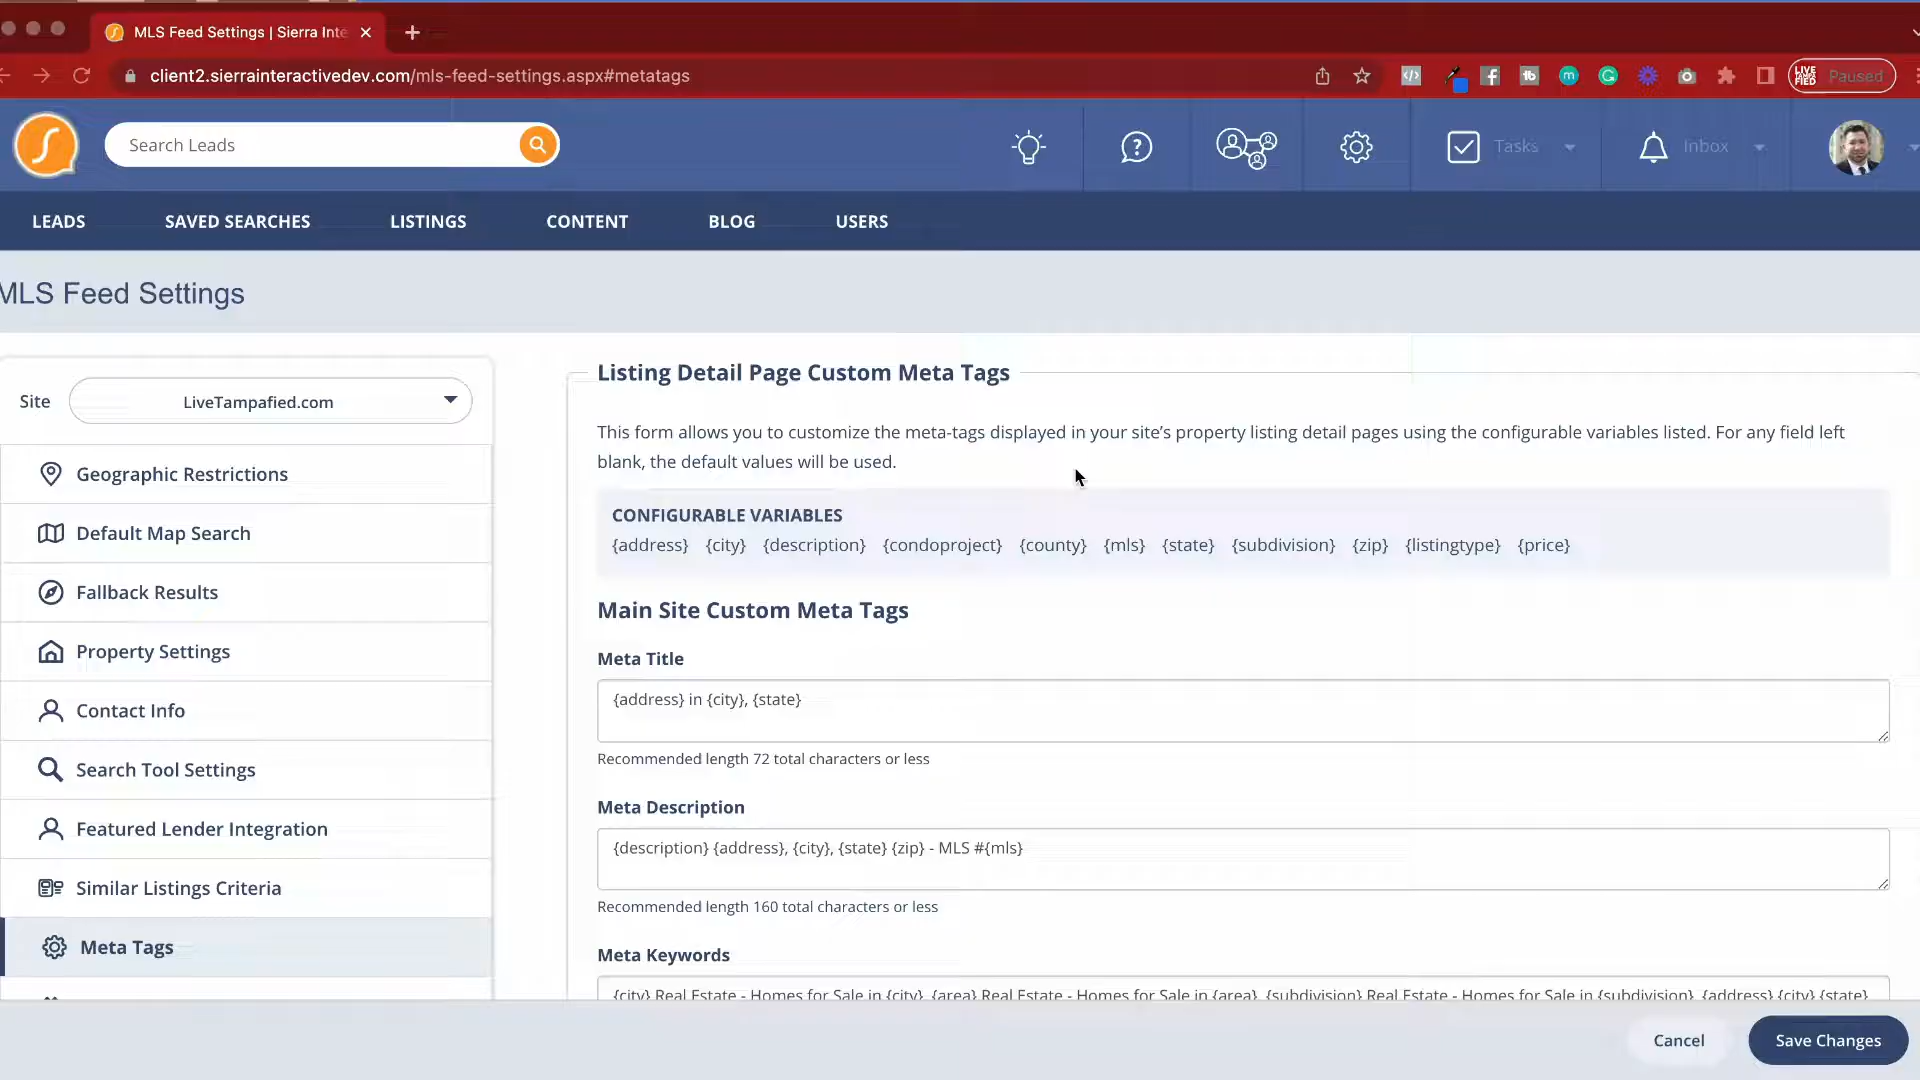 MLS Feed Settings | Sierra Inte
client2.sierrainteractivedev.com/mls-feed-settings.aspx#metatags
LIVE TAMPA FIED Paused
Search Leads
Tasks
Inbox
LEADS SAVED SEARCHES LISTINGS CONTENT BLOG USERS
MLS Feed Settings
Site LiveTampafied.com
Geographic Restrictions
Default Map Search
Fallback Results
Property Settings
Contact Info
Search Tool Settings
Featured Lender Integration
Similar Listings Criteria
Meta Tags
Listing Detail Page Custom Meta Tags
This form allows you to customize the meta-tags displayed in your site's property listing detail pages using the configurable variables listed. For any field left
blank, the default values will be used.
CONFIGURABLE VARIABLES
{address} {city} {description} {condoproject} {county} {mls} {state} {subdivision} {zip} {listingtype} {price}
Main Site Custom Meta Tags
Meta Title
{address} in {city}, {state}
Recommended length 72 total characters or less
Meta Description
{description} {address}, {city}, {state} {zip} - MLS #{mls}
Recommended length 160 total characters or less
Meta Keywords
{city} Real Estate - Homes for Sale in {city}, {area} Real Estate - Homes for Sale in {area}, {subdivision} Real Estate - Homes for Sale in {subdivision}, {address} {city} {state}
Cancel
Save Changes